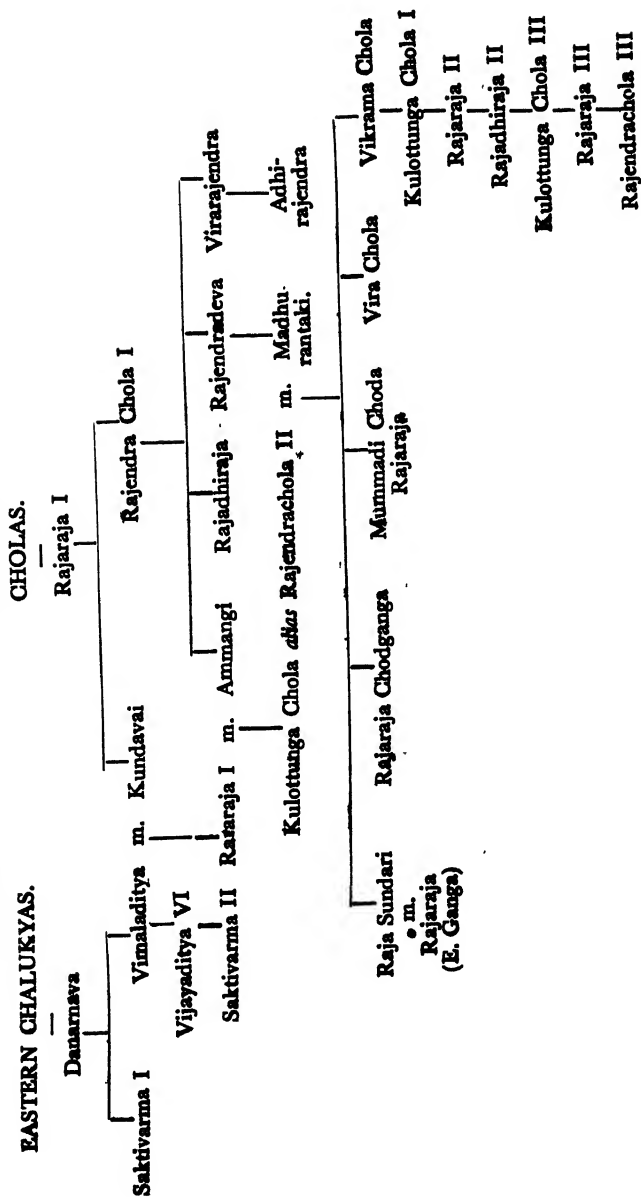 EASTERN CHALUKYAS. CHOLAS.
Danarnava Rajaraja I
Saktivarma I Vimaladitya m. Kundavai Rajendra Chola I
Vijayaditya VI
Saktivarma II Rararaja I m. Ammangi Rajadhiraja Rajendradeva Virarajendra
Kulottunga Chola alias Rajendrachola II m. Madhu-
rantaki.
Adhi-
rajendra
Raja Sundari
m.
Rajaraja
(E. Ganga)
Rajaraja Chodganga
Mummadi Choda
Rajaraja
Vira Chola
Vikrama Chola
Kulottunga Chola I
Rajaraja II
Rajadhiraja II
Kulottunga Chola III
Rajaraja III
Rajendrachola III